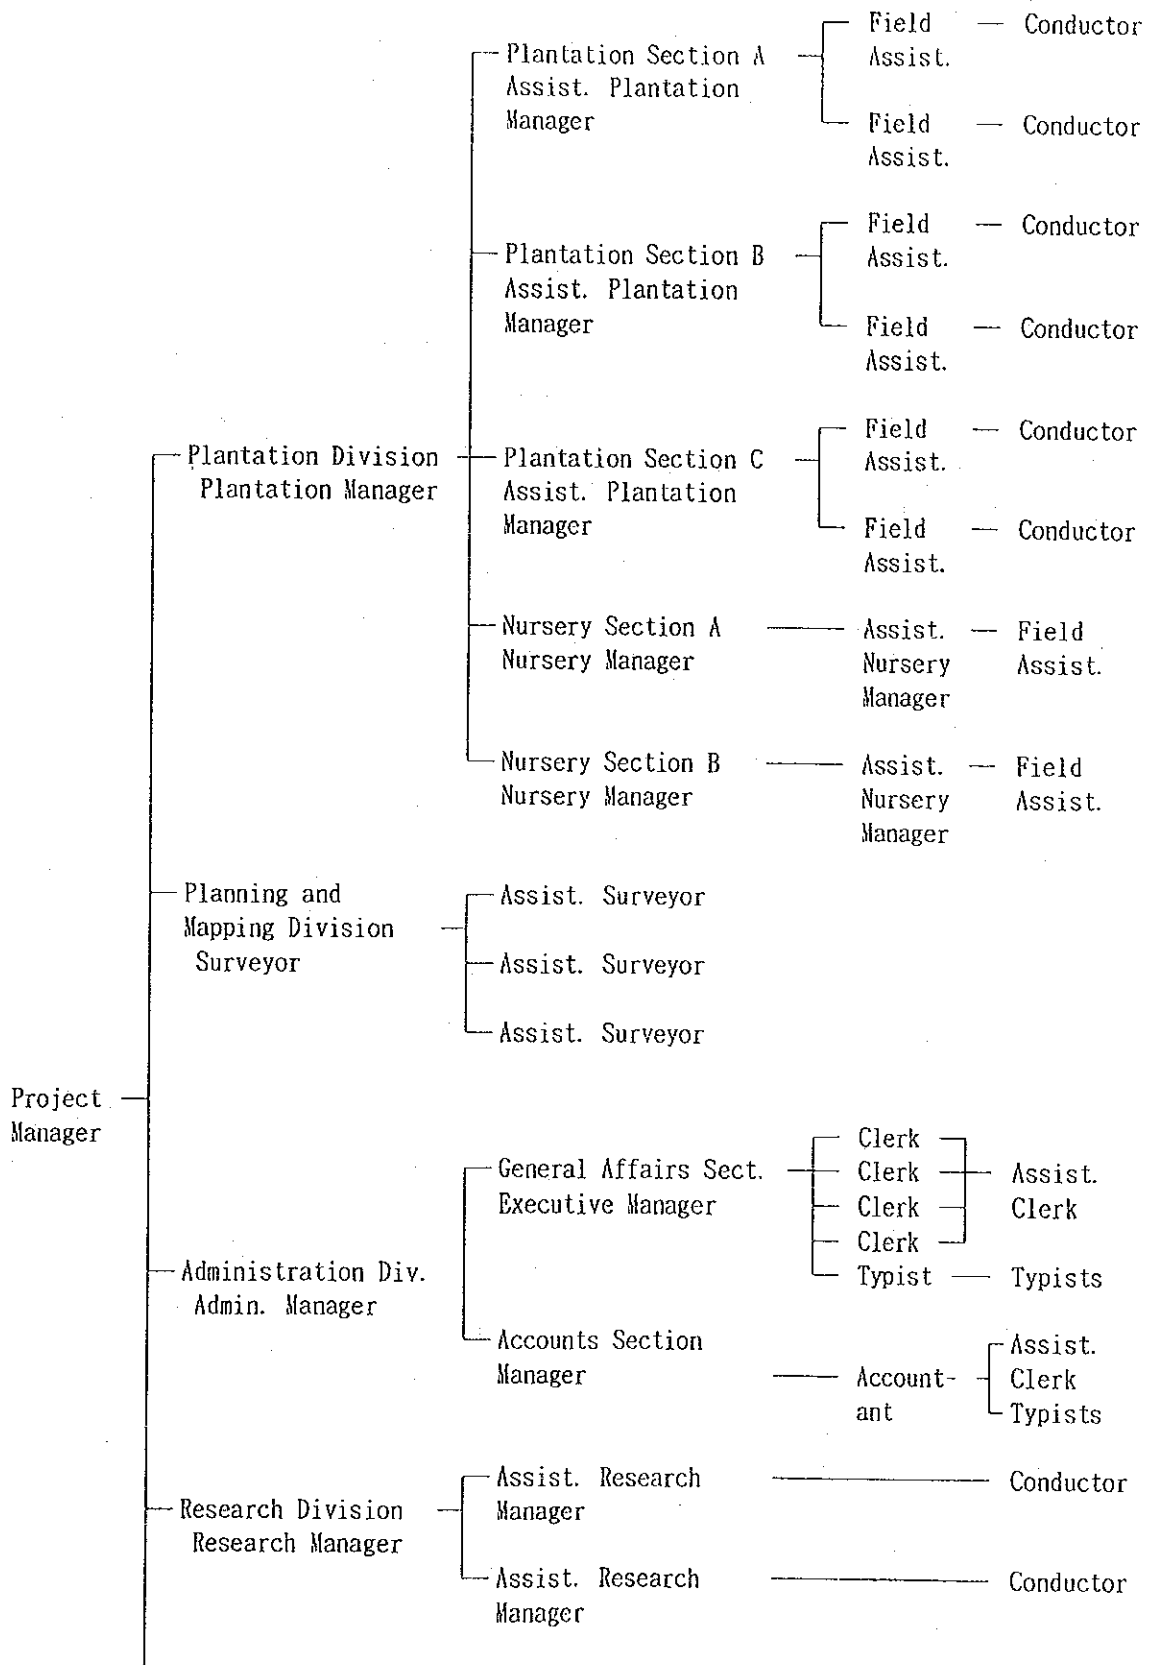 Field — Conductor
Assist.
Plantation Section A
Assist. Plantation
Manager
Field — Conductor
Assist.
Field — Conductor
Assist.
Plantation Section B
Assist. Plantation
Manager
Field — Conductor
Assist.
Field — Conductor
Assist.
Plantation Division
Plantation Manager
Plantation Section C
Assist. Plantation
Manager
Field — Conductor
Assist.
Nursery Section A
Nursery Manager
Assist.
Nursery
Manager
Field
Assist.
Nursery Section B
Nursery Manager
Assist.
Nursery
Manager
Field
Assist.
Planning and
Mapping Division
Surveyor
Assist. Surveyor
Assist. Surveyor
Assist. Surveyor
Project
Manager
Administration Div.
Admin. Manager
General Affairs Sect.
Executive Manager
Clerk
Clerk
Clerk
Clerk
Assist.
Clerk
Typist — Typists
Accounts Section
Manager
Account-
ant
Assist.
Clerk
Typists
Research Division
Research Manager
Assist. Research
Manager
Conductor
Assist. Research
Manager
Conductor